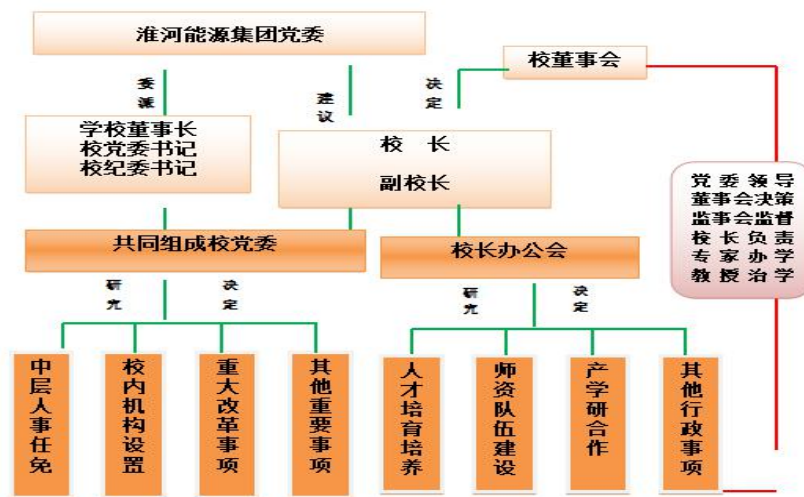 淮河能源集团党委
校董事会
委派
建议
决定
学校董事长
校党委书记
校纪委书记
校 长
副校长
党委领导
董事会决策
监事会监督
校长负责
专家办学
教授治学
共同组成校党委
校长办公会
研究
决定
研究
决定
中层人事任免
校内机构设置
重大改革事项
其他重要事项
人才培育培养
师资队伍建设
产学研合作
其他行政事项